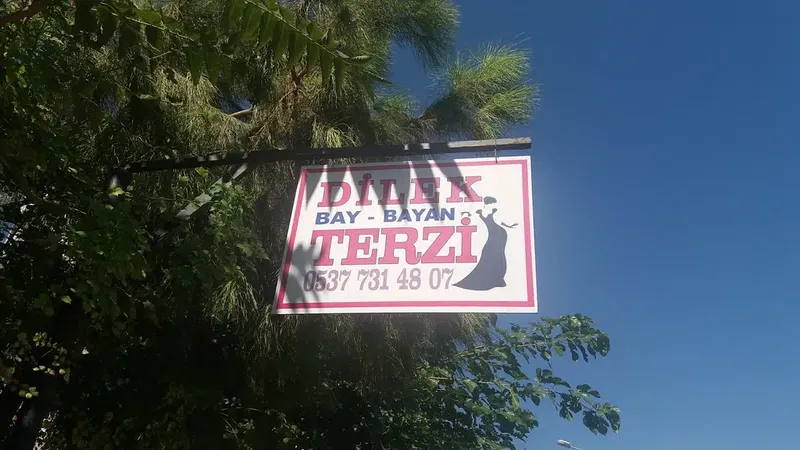 DİLEK
BAY - BAYAN
TERZİ
0537 731 48 07